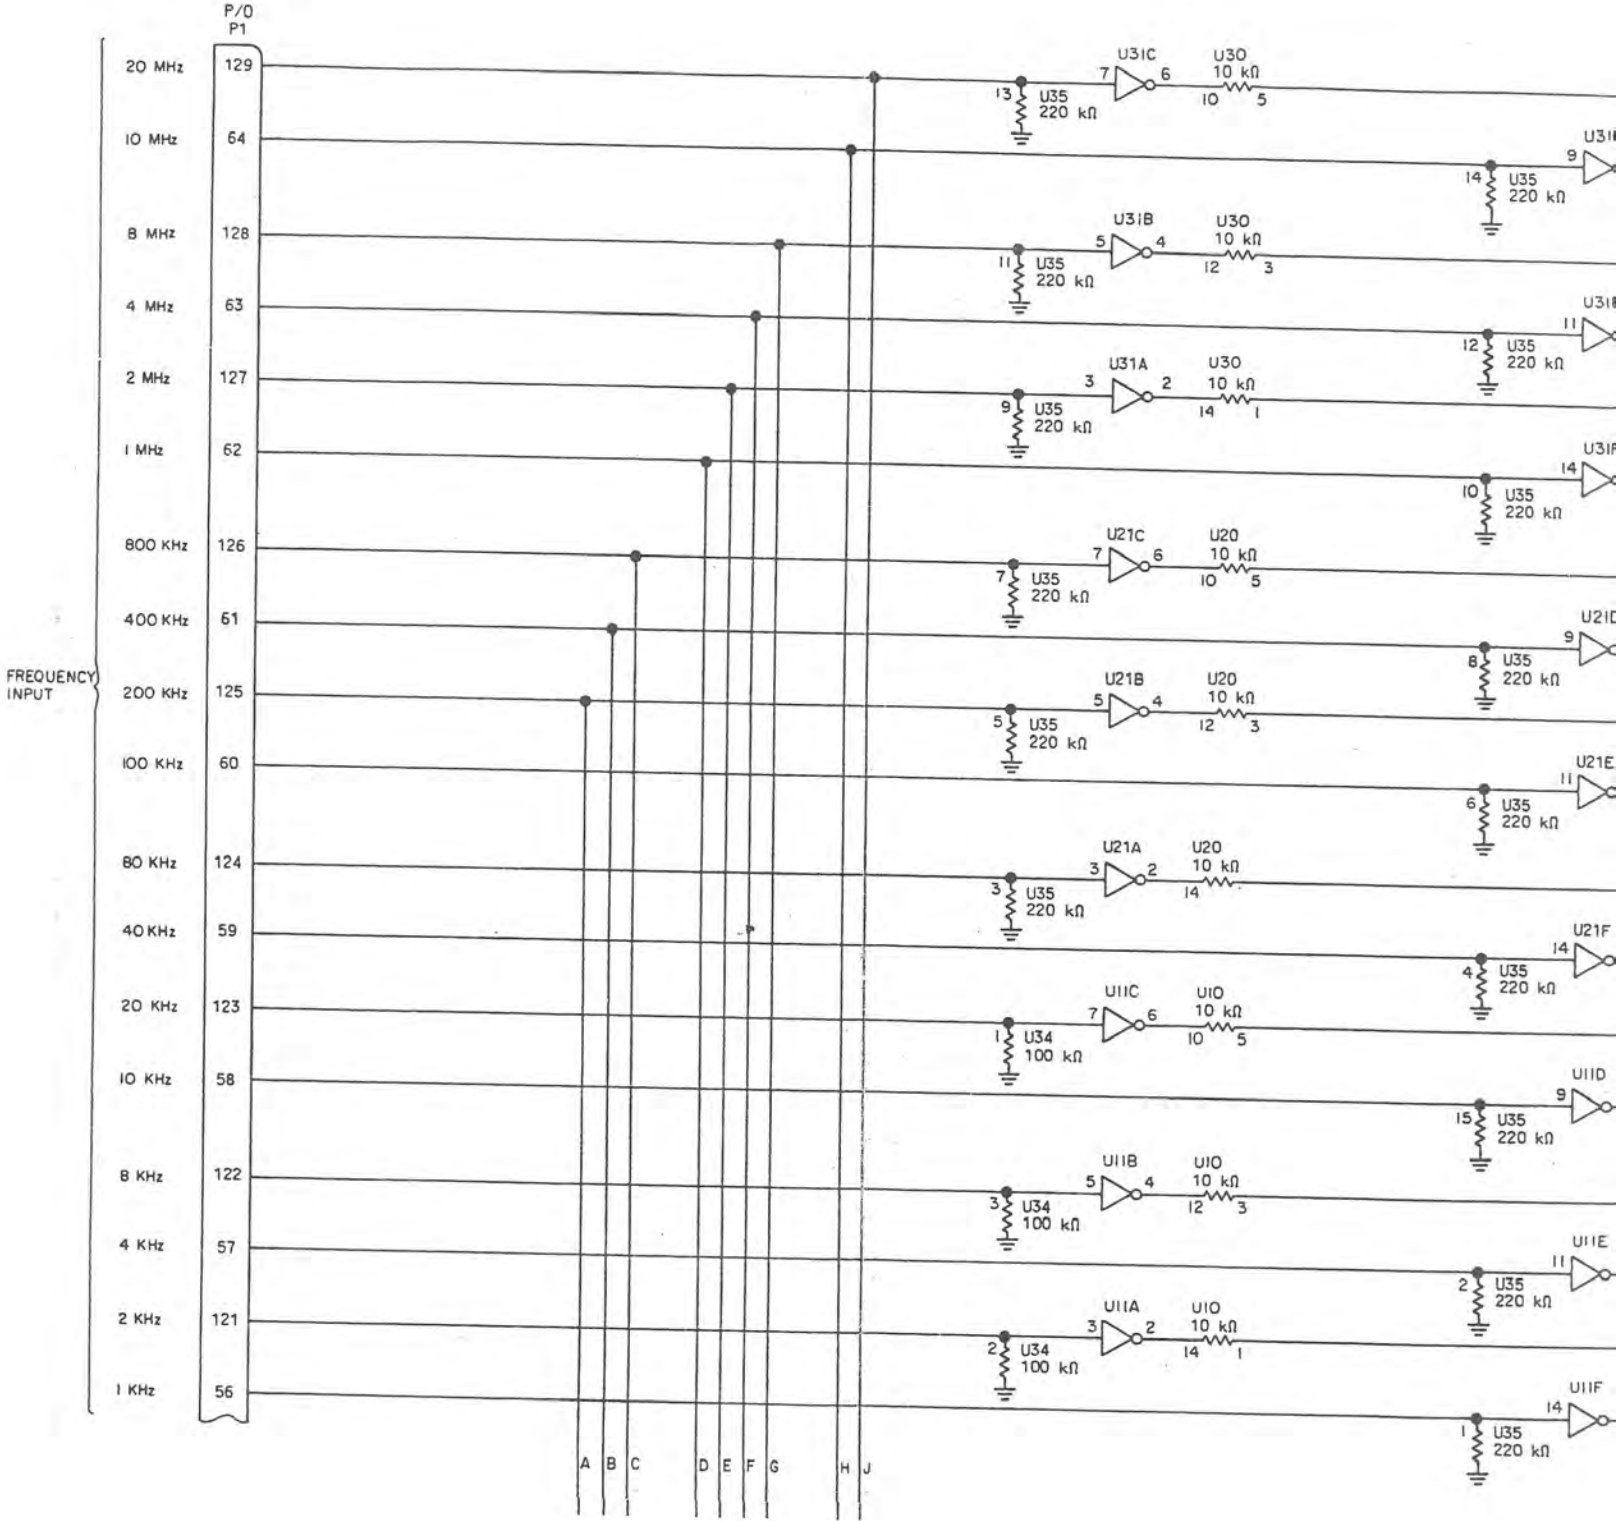 P/O
P1
FREQUENCY
INPUT
20 MHz 129
13 U35
220 kΩ
7 U31C 6
U30
10 kΩ
10 5
10 MHz 64
14 U35
220 kΩ
9
8 MHz 128
11 U35
220 kΩ
5 U31B 4
U30
10 kΩ
12 3
4 MHz 63
12 U35
220 kΩ
11
2 MHz 127
9 U35
220 kΩ
3 U31A 2
U30
10 kΩ
14 1
1 MHz 62
10 U35
220 kΩ
14
800 KHz 126
7 U35
220 kΩ
7 U21C 6
U20
10 kΩ
10 5
400 KHz 61
8 U35
220 kΩ
9 U21D
200 KHz 125
5 U35
220 kΩ
5 U21B 4
U20
10 kΩ
12 3
100 KHz 60
6 U35
220 kΩ
11 U21E
80 KHz 124
3 U35
220 kΩ
3 U21A 2
U20
10 kΩ
14
40 KHz 59
4 U35
220 kΩ
14 U21F
20 KHz 123
1 U34
100 kΩ
7 U11C 6
U10
10 kΩ
10 5
10 KHz 58
15 U35
220 kΩ
9 U11D
8 KHz 122
3 U34
100 kΩ
5 U11B 4
U10
10 kΩ
12 3
4 KHz 57
2 U35
220 kΩ
11 U11E
2 KHz 121
2 U34
100 kΩ
3 U11A 2
U10
10 kΩ
14 1
1 KHz 56
1 U35
220 kΩ
14 U11F
A B C D E F G H J